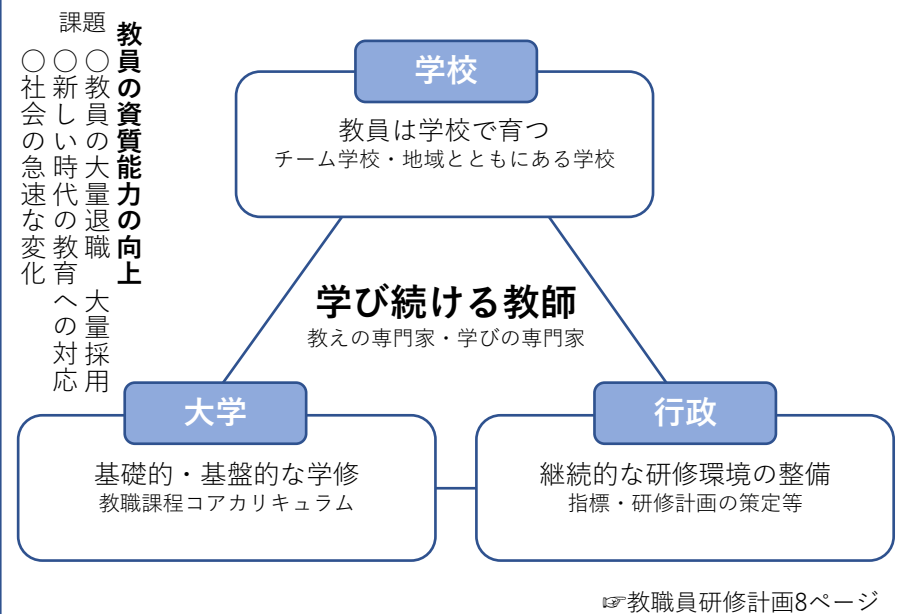 教員の資質能力の向上
課題
○教員の大量退職　大量採用
○新しい時代の教育への対応
○社会の急速な変化
学校
教員は学校で育つ
チーム学校・地域とともにある学校
学び続ける教師
教えの専門家・学びの専門家
大学
基礎的・基盤的な学修
教職課程コアカリキュラム
行政
継続的な研修環境の整備
指標・研修計画の策定等
☞教職員研修計画8ページ